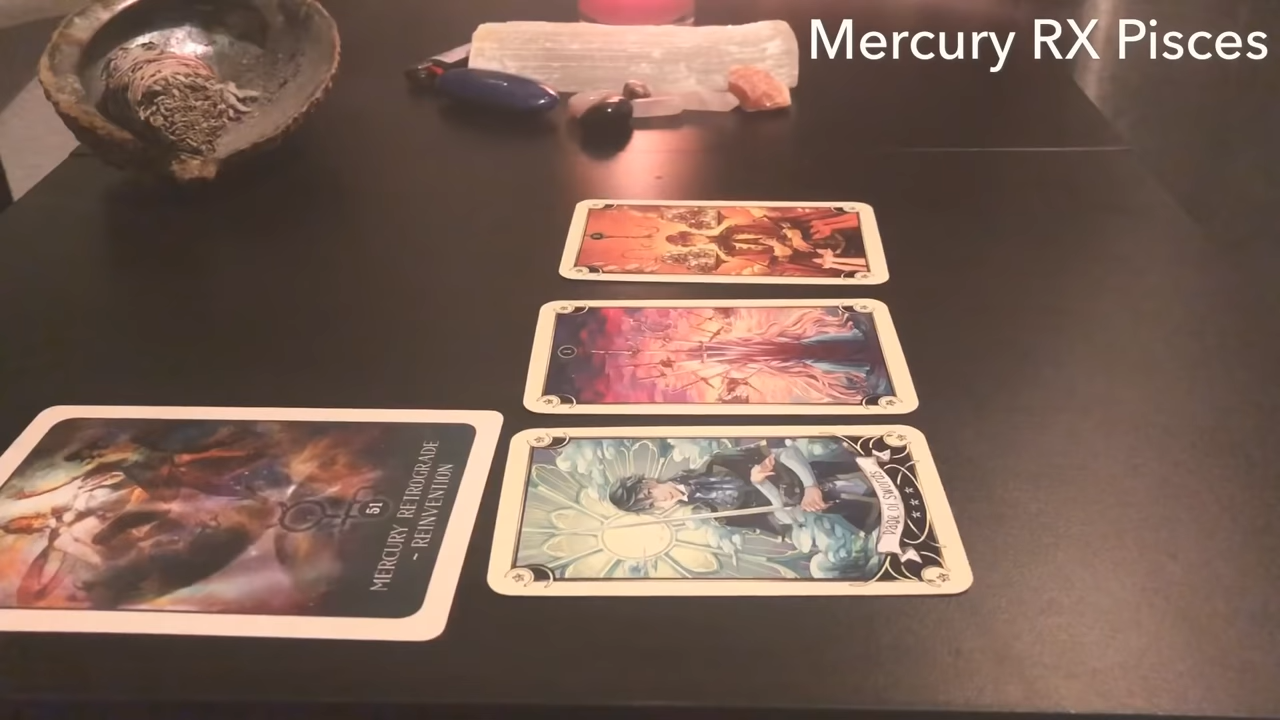 Mercury RX Pisces
51
MERCURY RETROGRADE
~ REINVENTION
Page of Swords
I